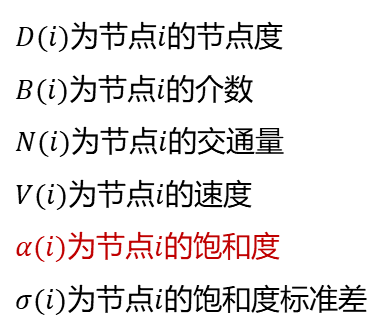 D(i)为节点i的节点度
B(i)为节点i的介数
N(i)为节点i的交通量
V(i)为节点i的速度
α(i)为节点i的饱和度
σ(i)为节点i的饱和度标准差